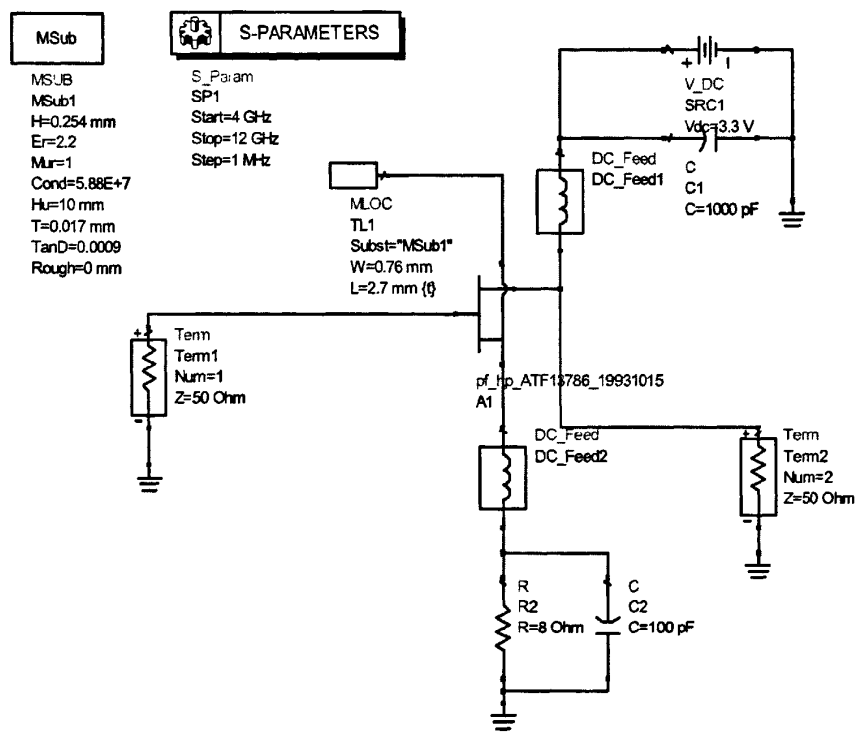 MSub
MSUB
MSub1
H=0.254 mm
Er=2.2
Mur=1
Cond=5.88E+7
Hu=10 mm
T=0.017 mm
TanD=0.0009
Rough=0 mm
S-PARAMETERS
S_Param
SP1
Start=4 GHz
Stop=12 GHz
Step=1 MHz
MLOC
TL1
Subst="MSub1"
W=0.76 mm
L=2.7 mm {t}
DC_Feed
DC_Feed1
+ -
V_DC
SRC1
Vdc=3.3 V
C
C1
C=1000 pF
+
Term
Term1
Num=1
Z=50 Ohm
-
pf_hp_ATF13786_19931015
A1
DC_Feed
DC_Feed2
+
Term
Term2
Num=2
Z=50 Ohm
-
R
R2
R=8 Ohm
C
C2
C=100 pF